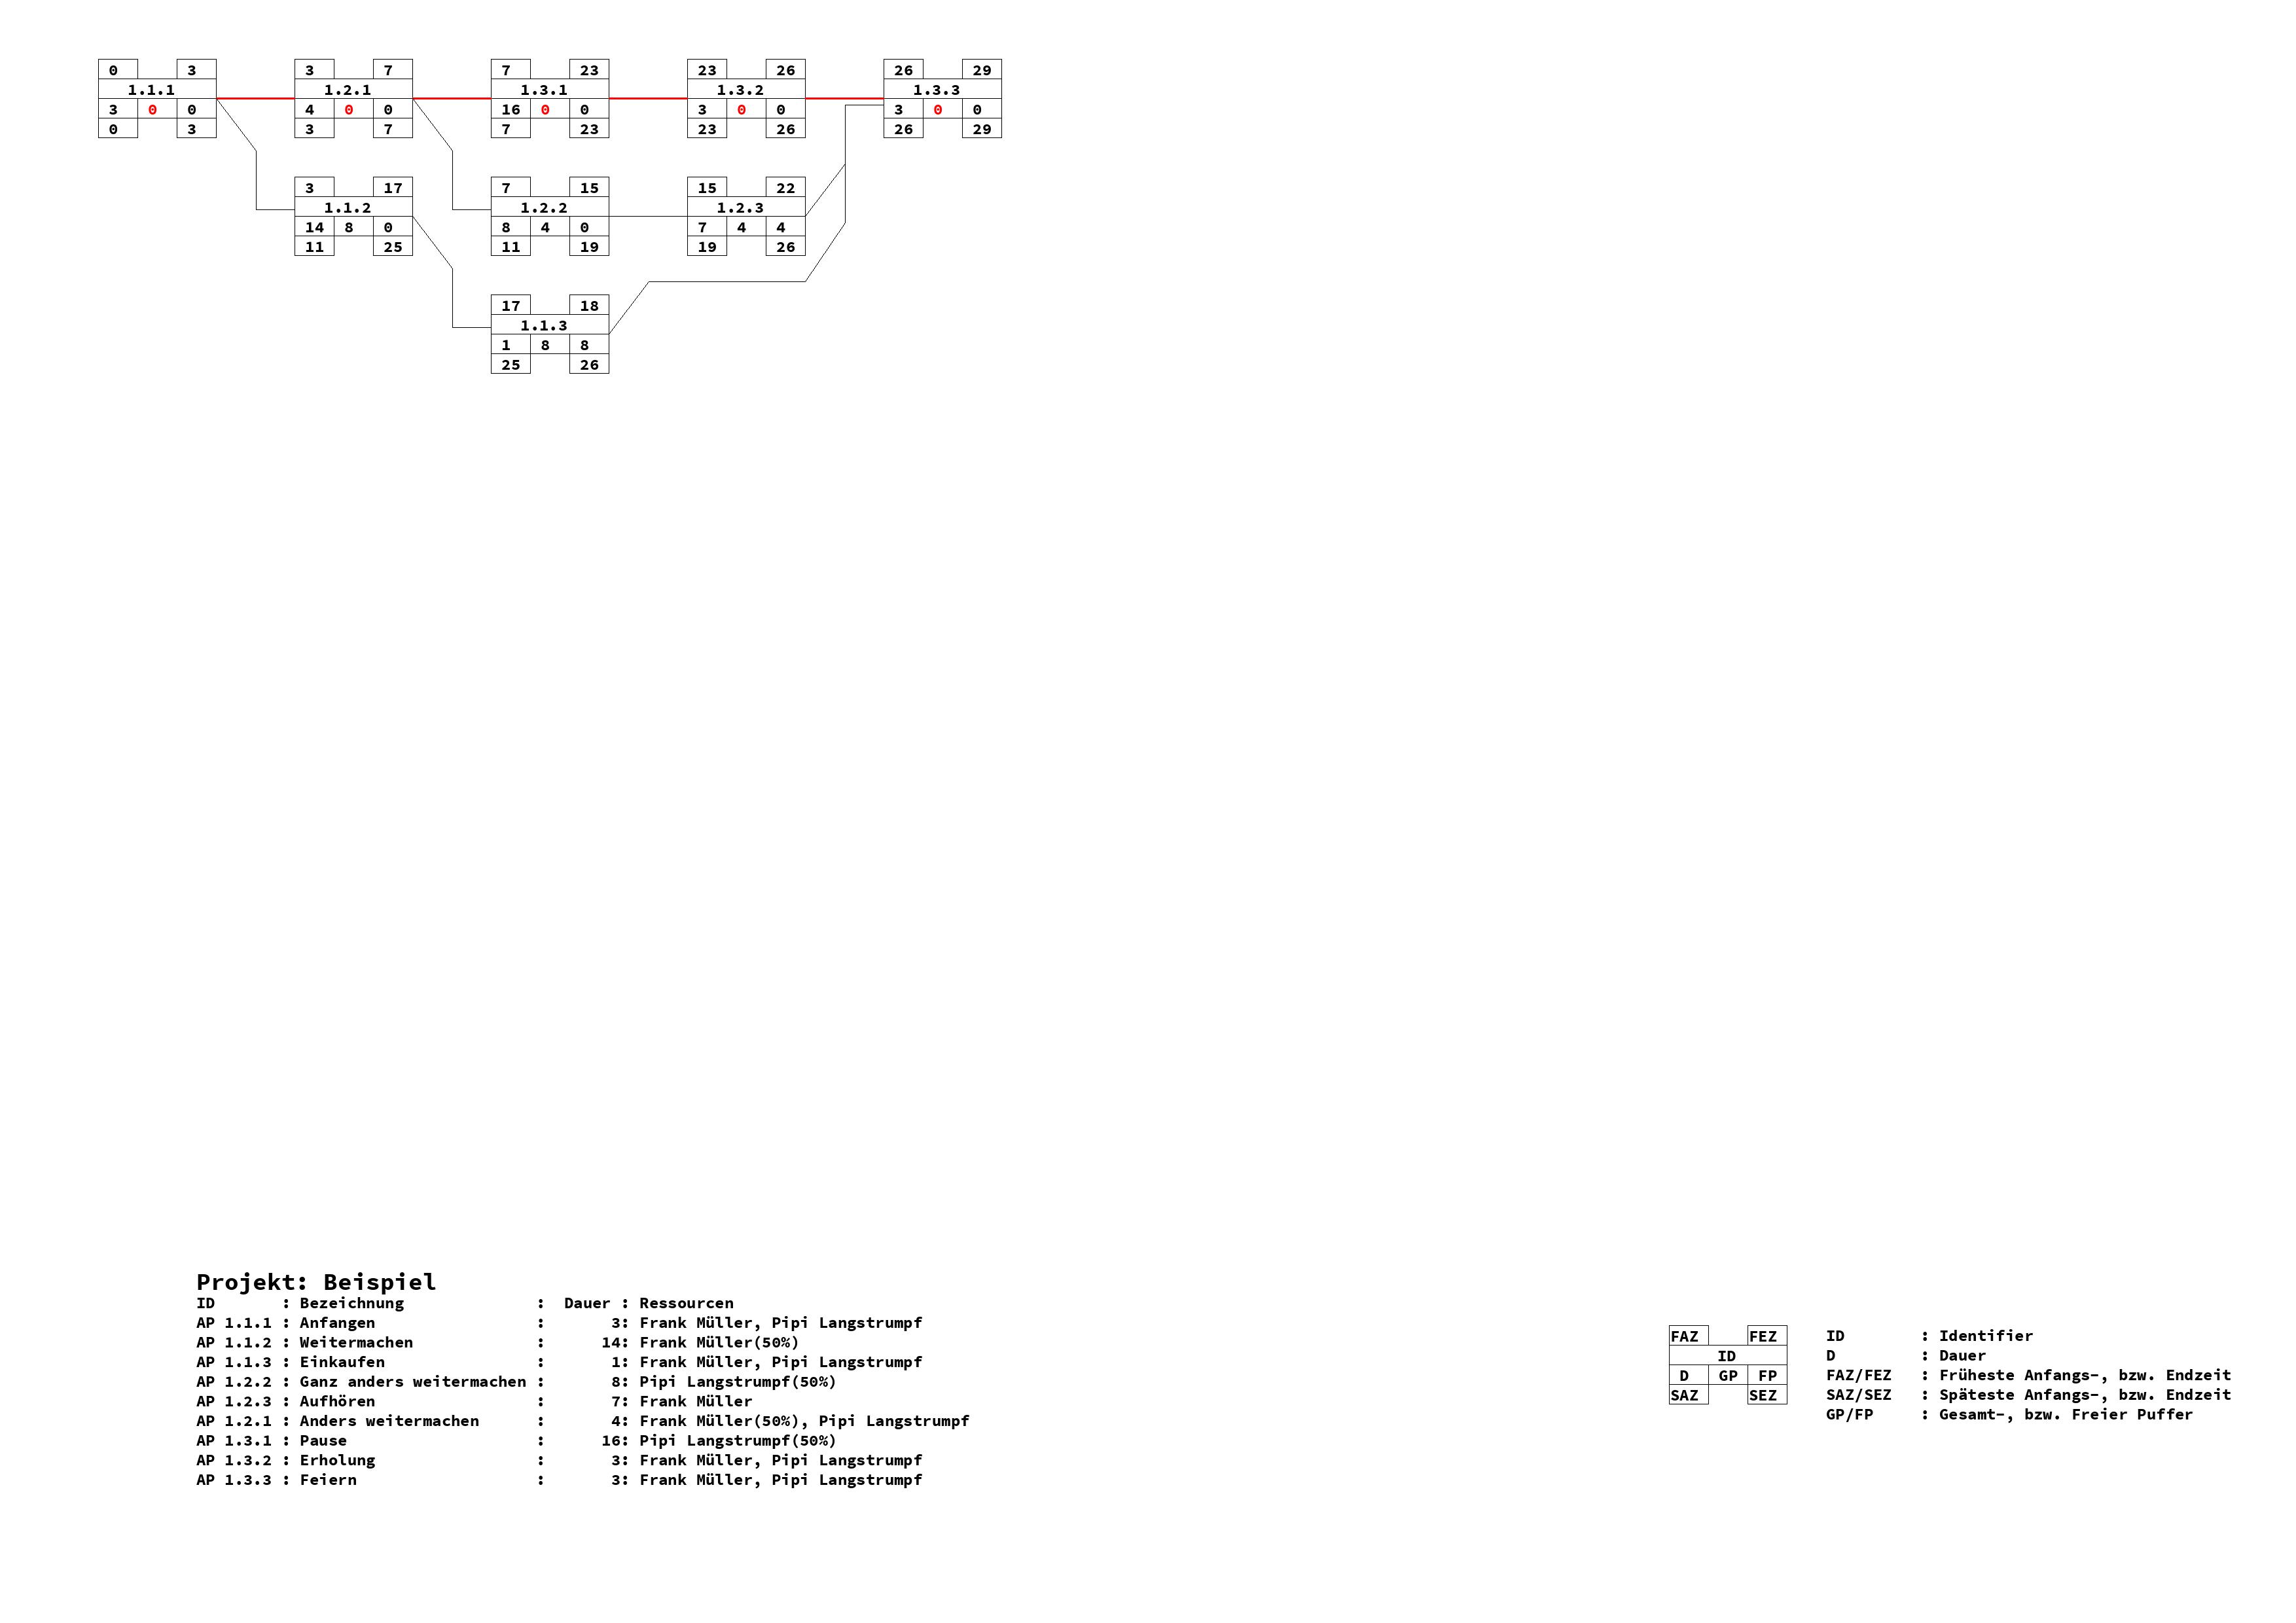 0 3 3 7 7 23 23 26 26 29
1.1.1 1.2.1 1.3.1 1.3.2 1.3.3
3 0 0 4 0 0 16 0 0 3 0 0 3 0 0
0 3 3 7 7 23 23 26 26 29
3 17 7 15 15 22
1.1.2 1.2.2 1.2.3
14 8 0 8 4 0 7 4 4
11 25 11 19 19 26
17 18
1.1.3
1 8 8
25 26
Projekt: Beispiel
ID : Bezeichnung : Dauer : Ressourcen
AP 1.1.1 : Anfangen : 3: Frank Müller, Pipi Langstrumpf
AP 1.1.2 : Weitermachen : 14: Frank Müller(50%)
AP 1.1.3 : Einkaufen : 1: Frank Müller, Pipi Langstrumpf
AP 1.2.2 : Ganz anders weitermachen : 8: Pipi Langstrumpf(50%)
AP 1.2.3 : Aufhören : 7: Frank Müller
AP 1.2.1 : Anders weitermachen : 4: Frank Müller(50%), Pipi Langstrumpf
AP 1.3.1 : Pause : 16: Pipi Langstrumpf(50%)
AP 1.3.2 : Erholung : 3: Frank Müller, Pipi Langstrumpf
AP 1.3.3 : Feiern : 3: Frank Müller, Pipi Langstrumpf
FAZ FEZ
ID
D GP FP
SAZ SEZ
ID : Identifier
D : Dauer
FAZ/FEZ : Früheste Anfangs-, bzw. Endzeit
SAZ/SEZ : Späteste Anfangs-, bzw. Endzeit
GP/FP : Gesamt-, bzw. Freier Puffer